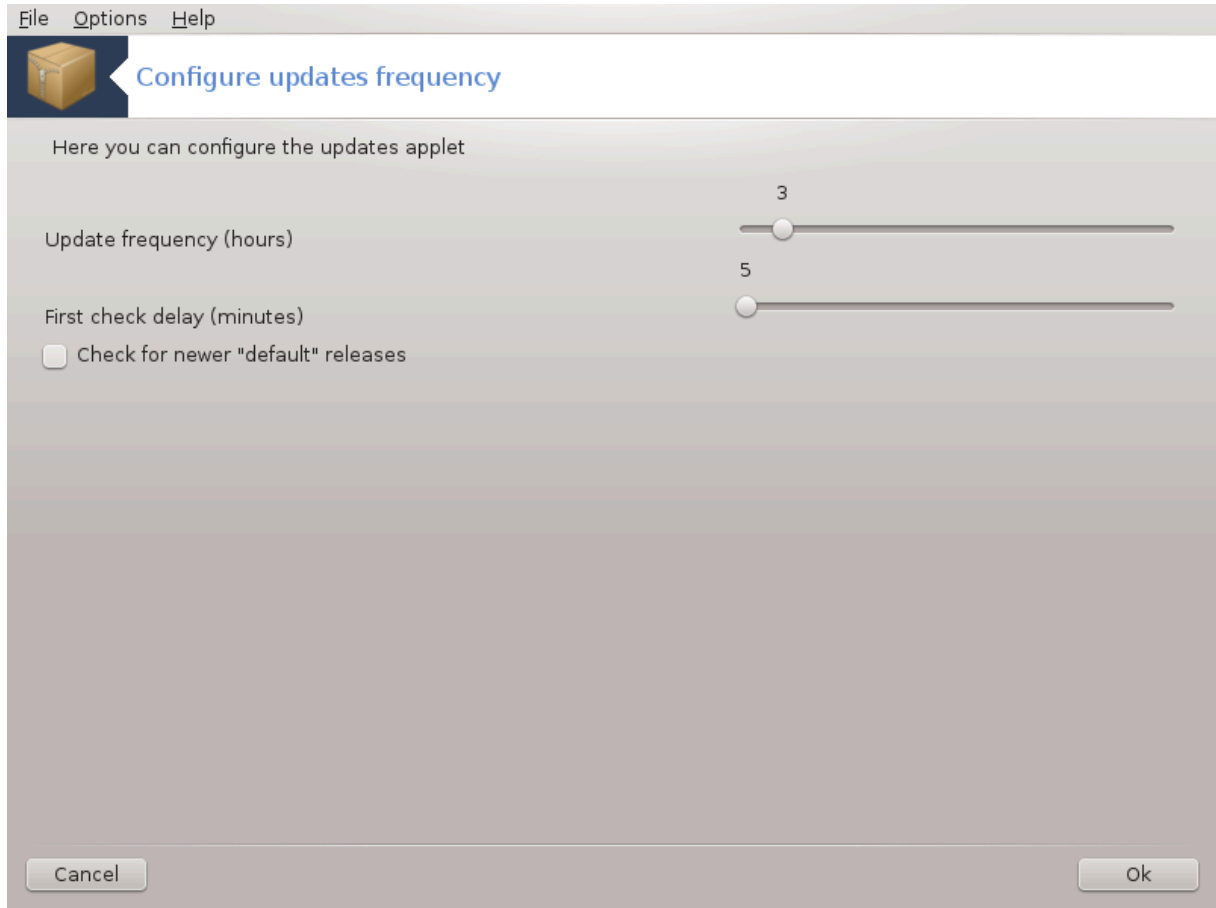 File Options Help
Configure updates frequency
Here you can configure the updates applet
3
Update frequency (hours)
5
First check delay (minutes)
Check for newer "default" releases
Cancel Ok